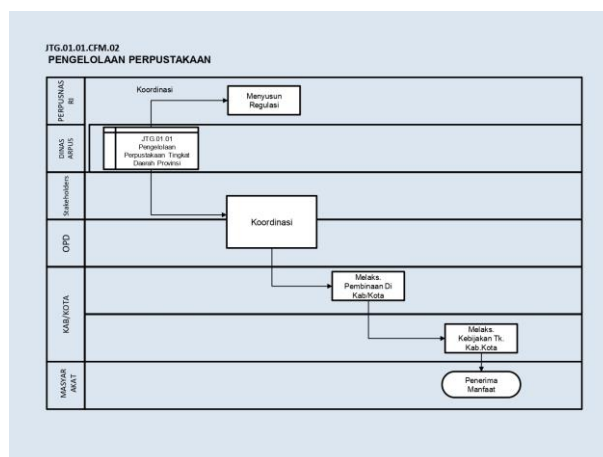 JTG.01.01.CFM.02
PENGELOLAAN PERPUSTAKAAN
PERPUSNAS
RI
Koordinasi
Menyusun
Regulasi
DINAS
ARPUS
JTG.01.01
Pengelolaan
Perpustakaan Tingkat
Daerah Provinsi
Stakeholders
Koordinasi
OPD
KAB/KOTA
Melaks.
Pembinaan Di
Kab/Kota
Melaks.
Kebijakan Tk.
Kab.Kota
MASYAR
AKAT
Penerima
Manfaat